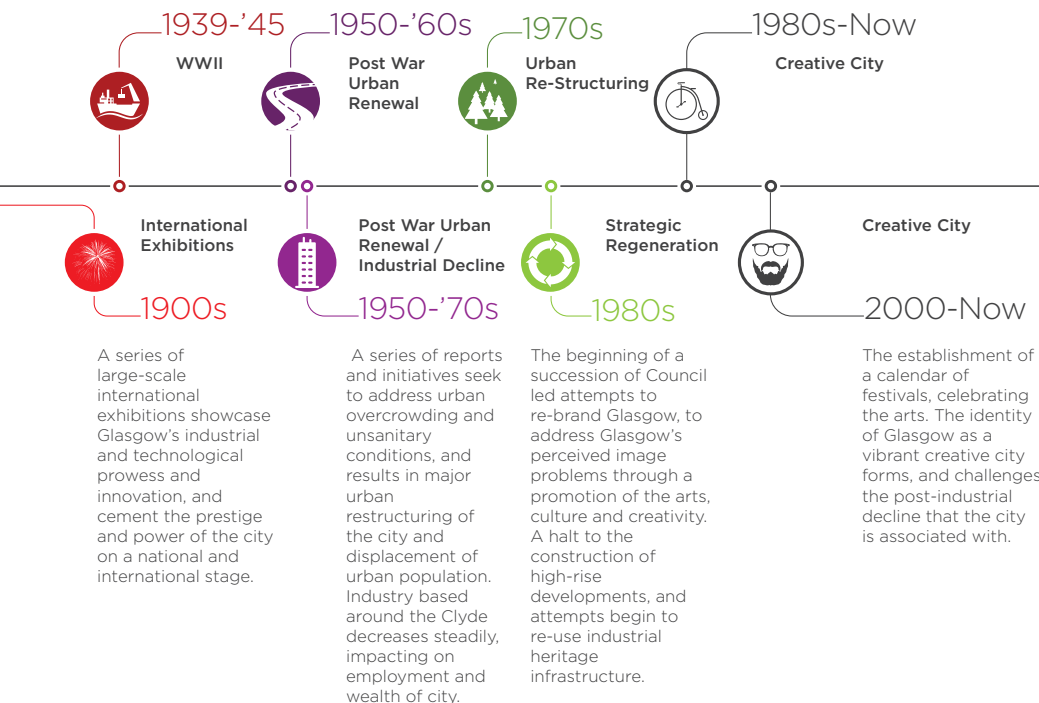 1939-’45
WWII
1950-’60s
Post War
Urban
Renewal
1970s
Urban
Re-Structuring
1980s-Now
Creative City
International
Exhibitions
1900s
A series of
large-scale
international
exhibitions showcase
Glasgow’s industrial
and technological
prowess and
innovation, and
cement the prestige
and power of the city
on a national and
international stage.
Post War Urban
Renewal /
Industrial Decline
1950-’70s
A series of reports
and initiatives seek
to address urban
overcrowding and
unsanitary
conditions, and
results in major
urban
restructuring of
the city and
displacement of
urban population.
Industry based
around the Clyde
decreases steadily,
impacting on
employment and
wealth of city.
Strategic
Regeneration
1980s
The beginning of a
succession of Council
led attempts to
re-brand Glasgow, to
address Glasgow’s
perceived image
problems through a
promotion of the arts,
culture and creativity.
A halt to the
construction of
high-rise
developments, and
attempts begin to
re-use industrial
heritage
infrastructure.
Creative City
2000-Now
The establishment of
a calendar of
festivals, celebrating
the arts. The identity
of Glasgow as a
vibrant creative city
forms, and challenges
the post-industrial
decline that the city
is associated with.